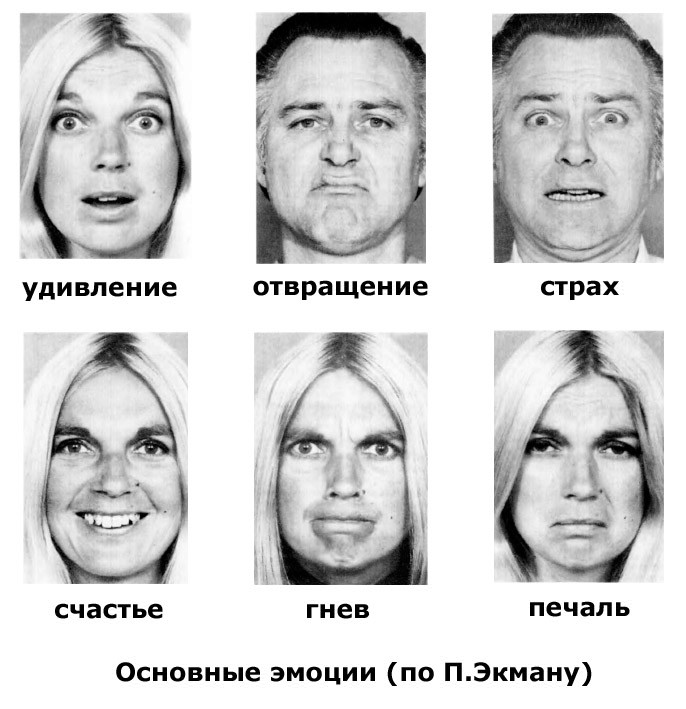 удивление
отвращение
страх
счастье
гнев
печаль
Основные эмоции (по П.Экману)